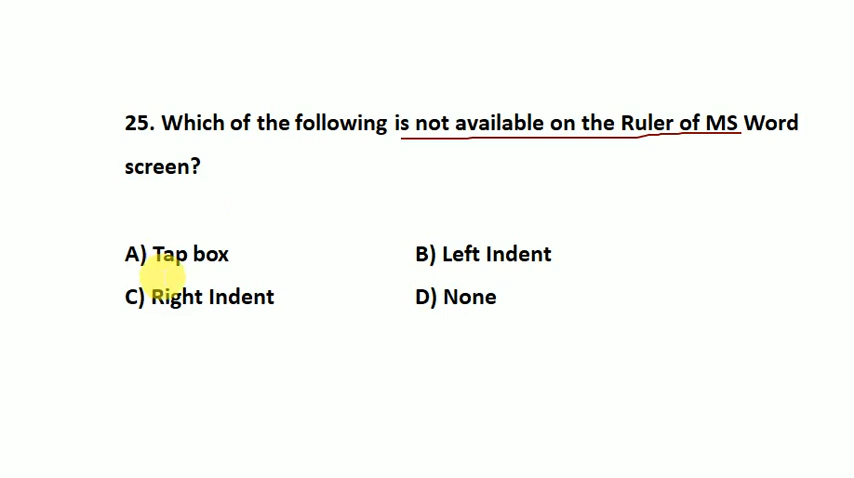 25. Which of the following is not available on the Ruler of MS Word
screen?
A) Tap box
B) Left Indent
C) Right Indent
D) None